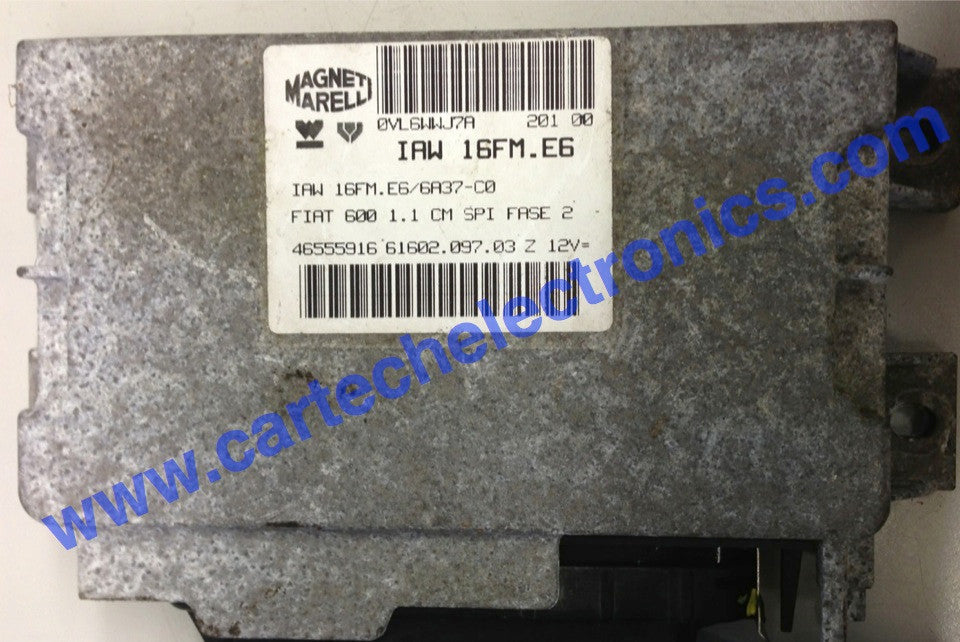 MAGNETI
MARELLI
0VL6WWJ7A 201 00
IAW 16FM.E6
IAW 16FM.E6/6A37-C0
FIAT 600 1.1 CM SPI FASE 2
46555916 61602.097.03 Z 12V=
www.cartechelectronics.com